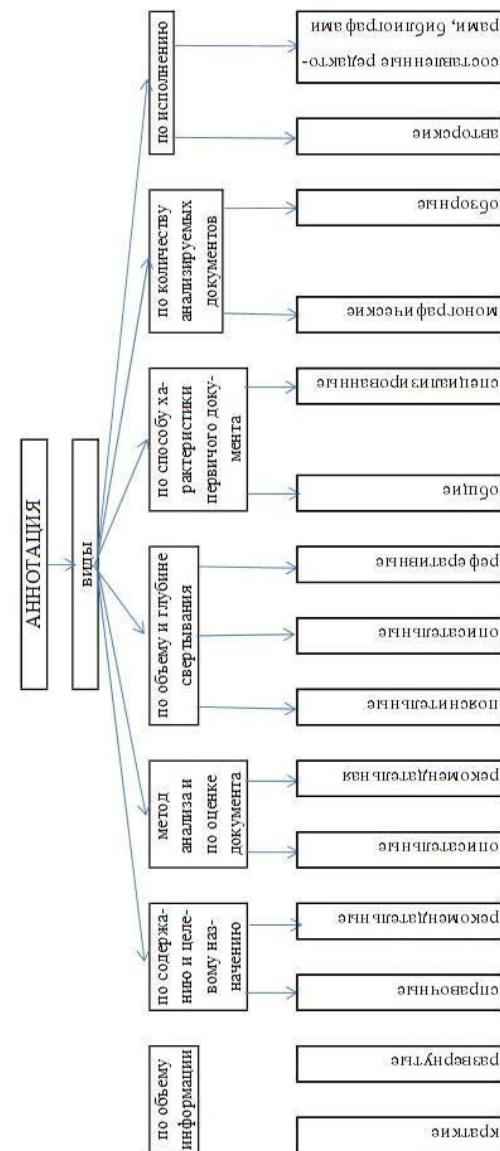 АННОТАЦИЯ
виды
по объему
информации
по содержа-
нию и целе-
вому наз-
начению
метод
анализа и
по оценке
документа
по объему и глубине
свертывания
по способу ха-
рактеристики
первичого доку-
мента
по количеству
анализируемых
документов
по исполнению
краткие
развернутые
справочные
рекомендательные
описательные
рекомендательная
пояснительные
описательные
реферативные
общие
специализированные
монографические
обзорные
авторские
составленные редакто-
рами, библиографами